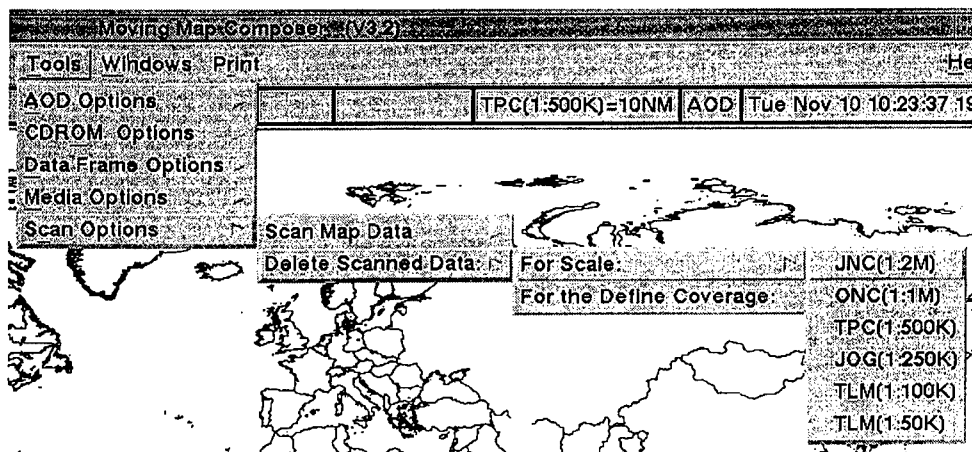 Moving Map Composer (V3.2)
Tools Windows Print
AOD Options
CDROM Options
Data Frame Options
Media Options
Scan Options
TPC(1:500K)=10NM AOD Tue Nov 10 10:23:37
Scan Map Data
Delete Scanned Data:
For Scale:
For the Define Coverage:
JNC(1:2M)
ONC(1:1M)
TPC(1:500K)
JOG(1:250K)
TLM(1:100K)
TLM(1:50K)